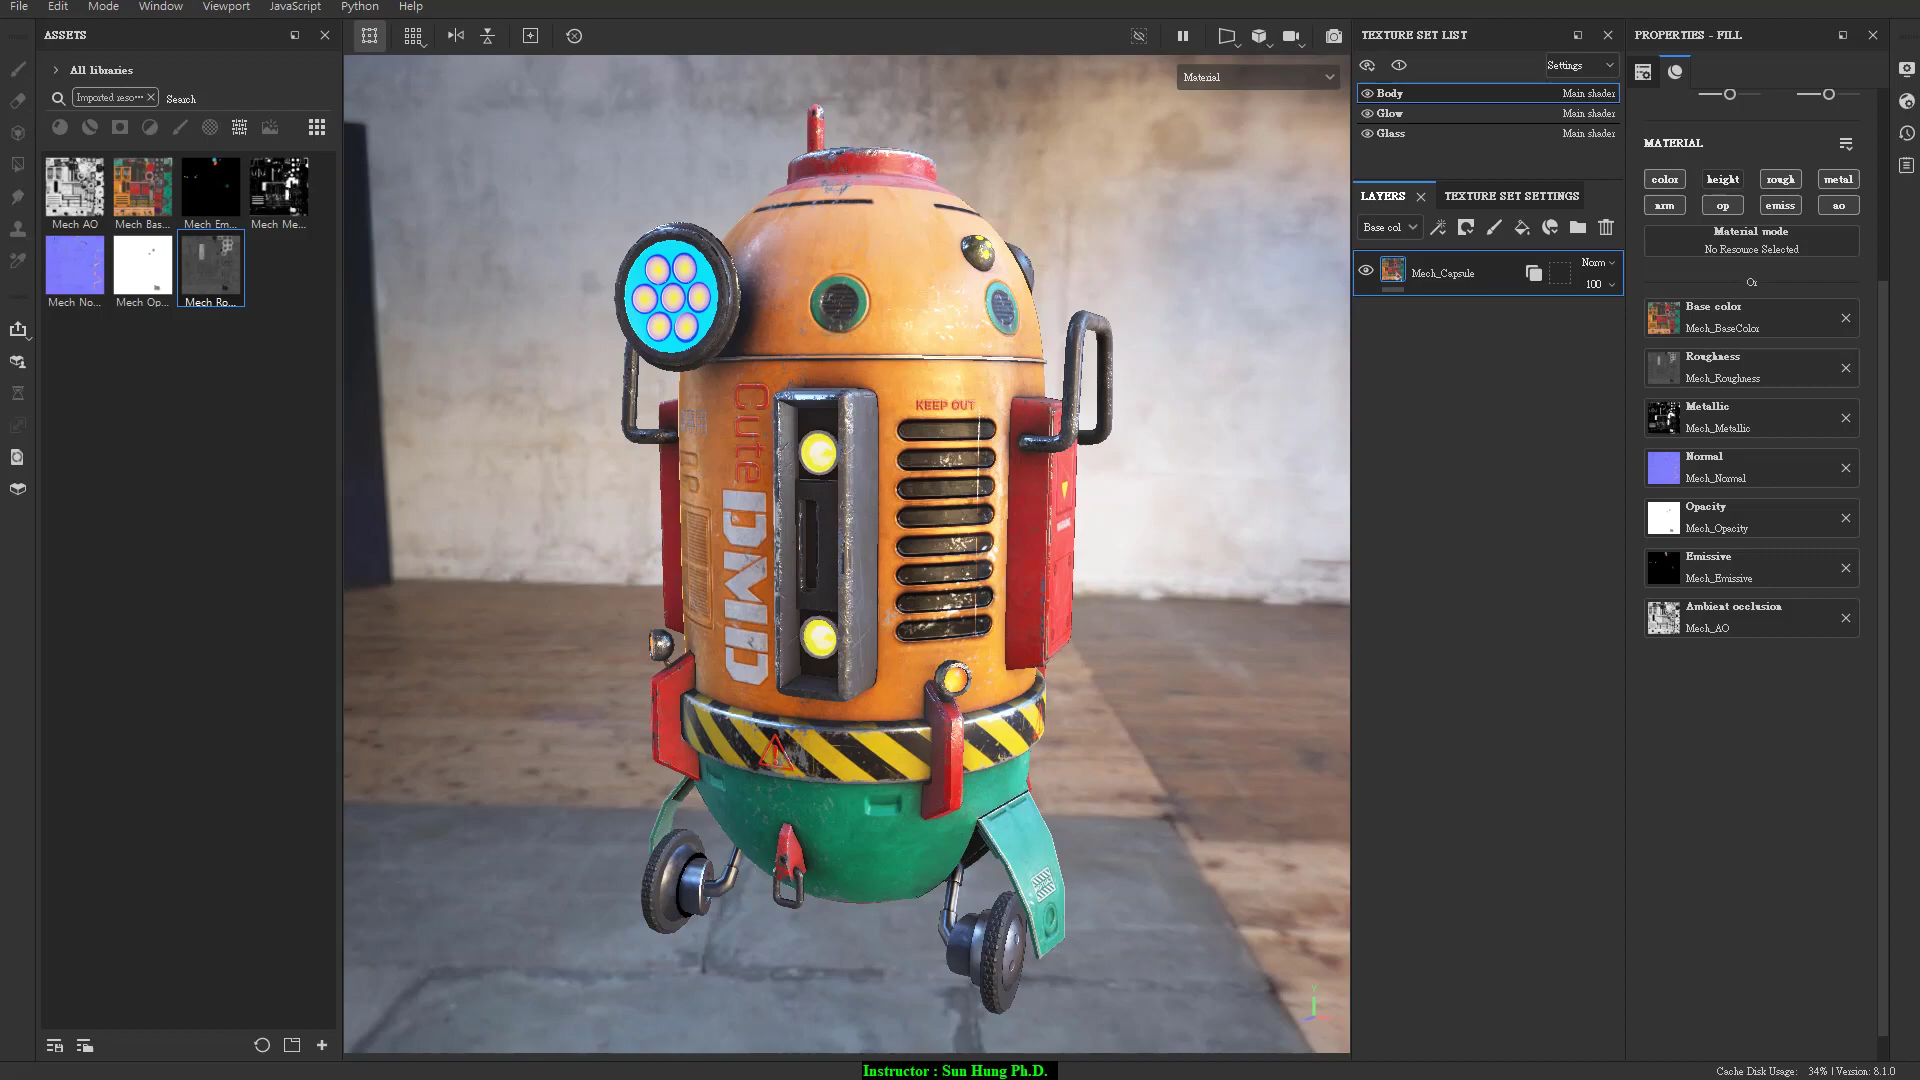 File Edit Mode Window Viewport JavaScript Python Help
ASSETS
All libraries
Imported reso··· Search
Mech AO Mech Bas... Mech Em... Mech Me...
Mech No... Mech Op... Mech Ro...
Material
Cute
DMD
KEEP OUT
TEXTURE SET LIST
Settings
Body Main shader
Glow Main shader
Glass Main shader
LAYERS TEXTURE SET SETTINGS
Base col
Mech_Capsule Norm
100
PROPERTIES - FILL
MATERIAL
color height rough metal
nrm op emiss ao
Material mode
No Resource Selected
Or
Base color
Mech_BaseColor
Roughness
Mech_Roughness
Metallic
Mech_Metallic
Normal
Mech_Normal
Opacity
Mech_Opacity
Emissive
Mech_Emissive
Ambient occlusion
Mech_AO
Y
Instructor : Sun Hung Ph.D.
Cache Disk Usage: 34% | Version: 8.1.0